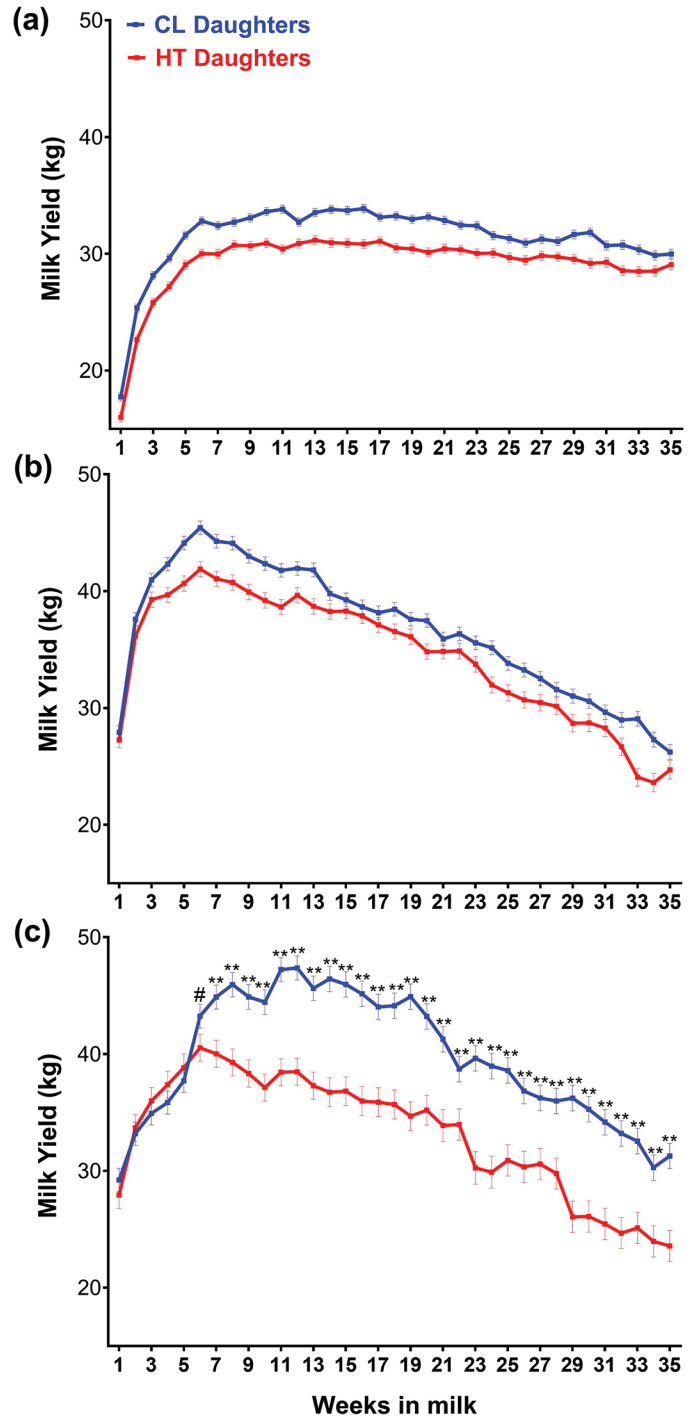 (a)
CL Daughters
HT Daughters
Milk Yield (kg)
50
40
30
20
1 3 5 7 9 11 13 15 17 19 21 23 25 27 29 31 33 35
(b)
Milk Yield (kg)
50
40
30
20
1 3 5 7 9 11 13 15 17 19 21 23 25 27 29 31 33 35
(c)
Milk Yield (kg)
50
40
30
20
# ** ** ** ** ** ** ** ** ** ** ** ** ** ** ** ** ** ** ** ** ** ** ** ** ** ** ** ** **
1 3 5 7 9 11 13 15 17 19 21 23 25 27 29 31 33 35
Weeks in milk